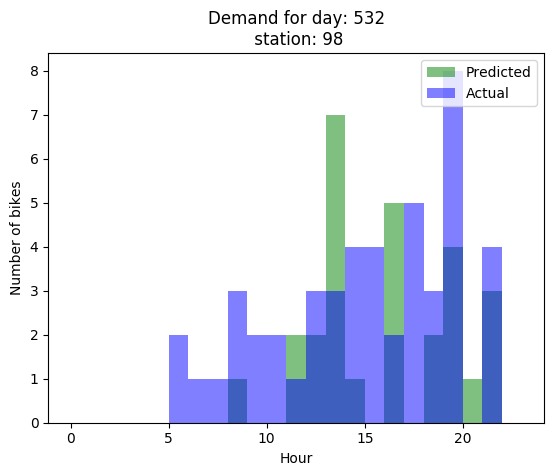 Demand for day: 532
station: 98
Predicted
Actual
Number of bikes
8
7
6
5
4
3
2
1
0
0 5 10 15 20
Hour